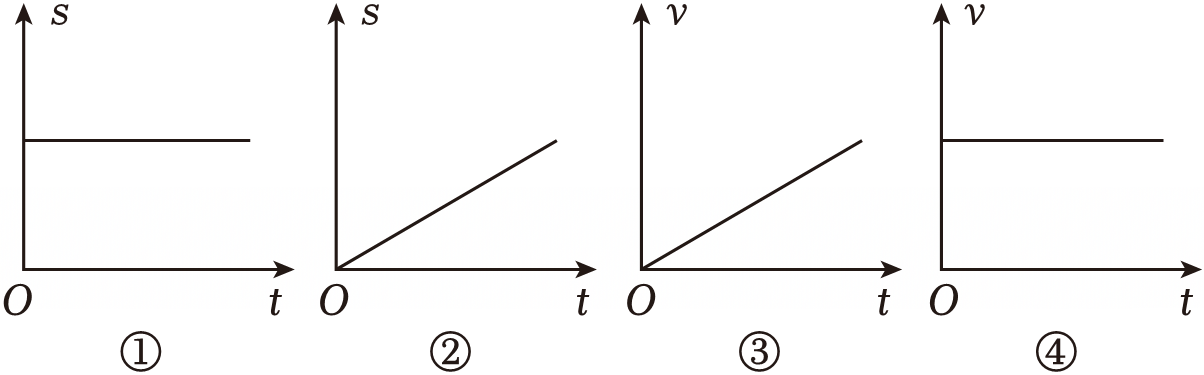 s s v v
O t O t O t O t
① ② ③ ④